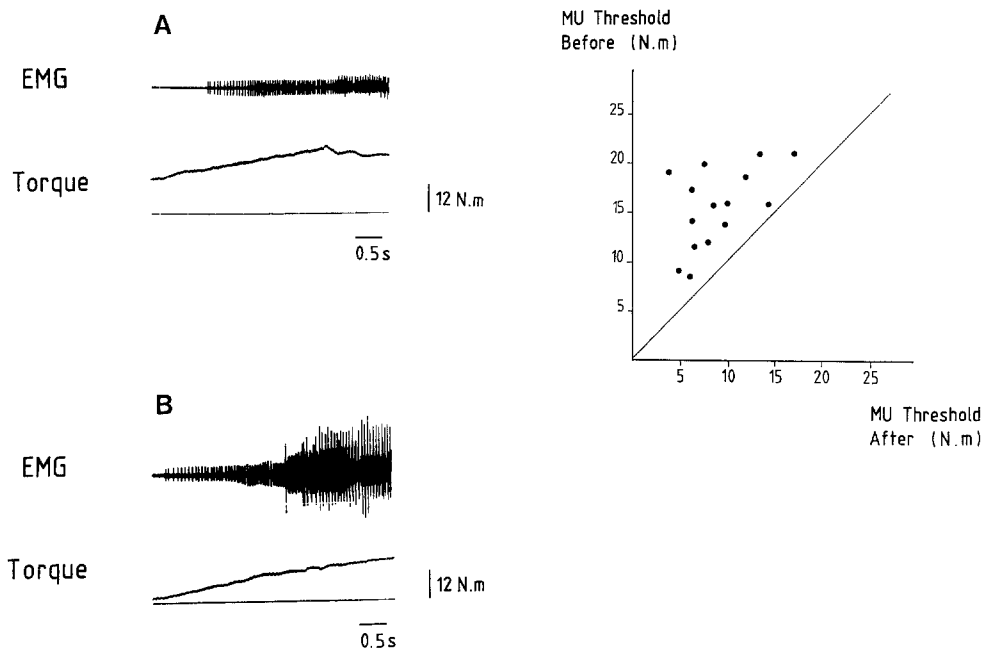 A
EMG
Torque
12 N.m
0.5s
B
EMG
Torque
12 N.m
0.5s
MU Threshold
Before (N.m)
25
20
15
10
5
5 10 15 20 25
MU Threshold
After (N.m)